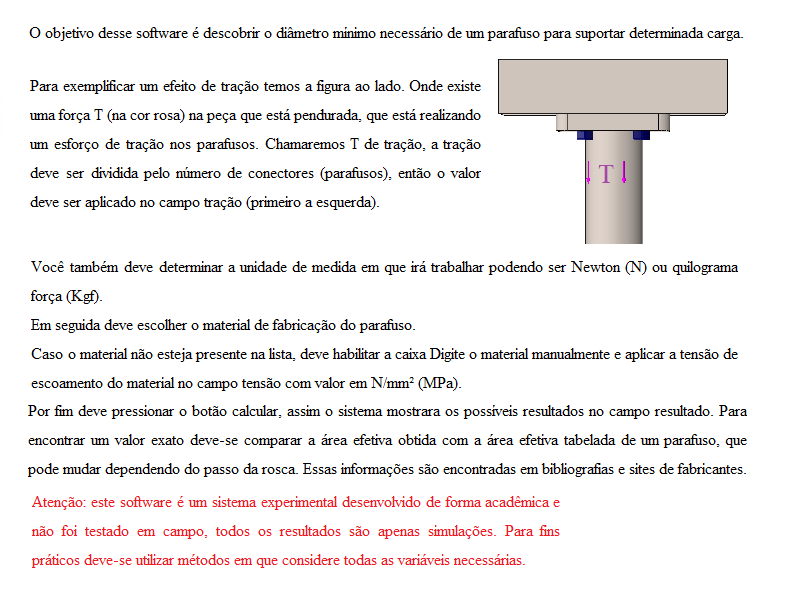 O objetivo desse software é descobrir o diâmetro mínimo necessário de um parafuso para suportar determinada carga.
Para exemplificar um efeito de tração temos a figura ao lado. Onde existe
uma força T (na cor rosa) na peça que está pendurada, que está realizando
um esforço de tração nos parafusos. Chamaremos T de tração, a tração
deve ser dividida pelo número de conectores (parafusos), então o valor
deve ser aplicado no campo tração (primeiro a esquerda).
T
Você também deve determinar a unidade de medida em que irá trabalhar podendo ser Newton (N) ou quilograma
força (Kgf).
Em seguida deve escolher o material de fabricação do parafuso.
Caso o material não esteja presente na lista, deve habilitar a caixa Digite o material manualmente e aplicar a tensão de
escoamento do material no campo tensão com valor em N/mm² (MPa).
Por fim deve pressionar o botão calcular, assim o sistema mostrara os possíveis resultados no campo resultado. Para
encontrar um valor exato deve-se comparar a área efetiva obtida com a área efetiva tabelada de um parafuso, que
pode mudar dependendo do passo da rosca. Essas informações são encontradas em bibliografias e sites de fabricantes.
Atenção: este software é um sistema experimental desenvolvido de forma acadêmica e
não foi testado em campo, todos os resultados são apenas simulações. Para fins
práticos deve-se utilizar métodos em que considere todas as variáveis necessárias.